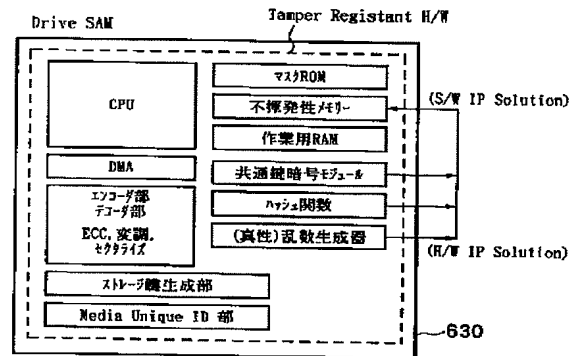 Drive SAM
Tamper Registant H/W
CPU
DMA
エンコーダ部
デコーダ部
ECC, 変調,
セクタライズ
ストレージ鍵生成部
Media Unique ID 部
マスクROM
不揮発性メモリー
作業用RAM
共通鍵暗号モジュール
ハッシュ関数
(真性)乱数生成器
(S/W IP Solution)
(H/W IP Solution)
630